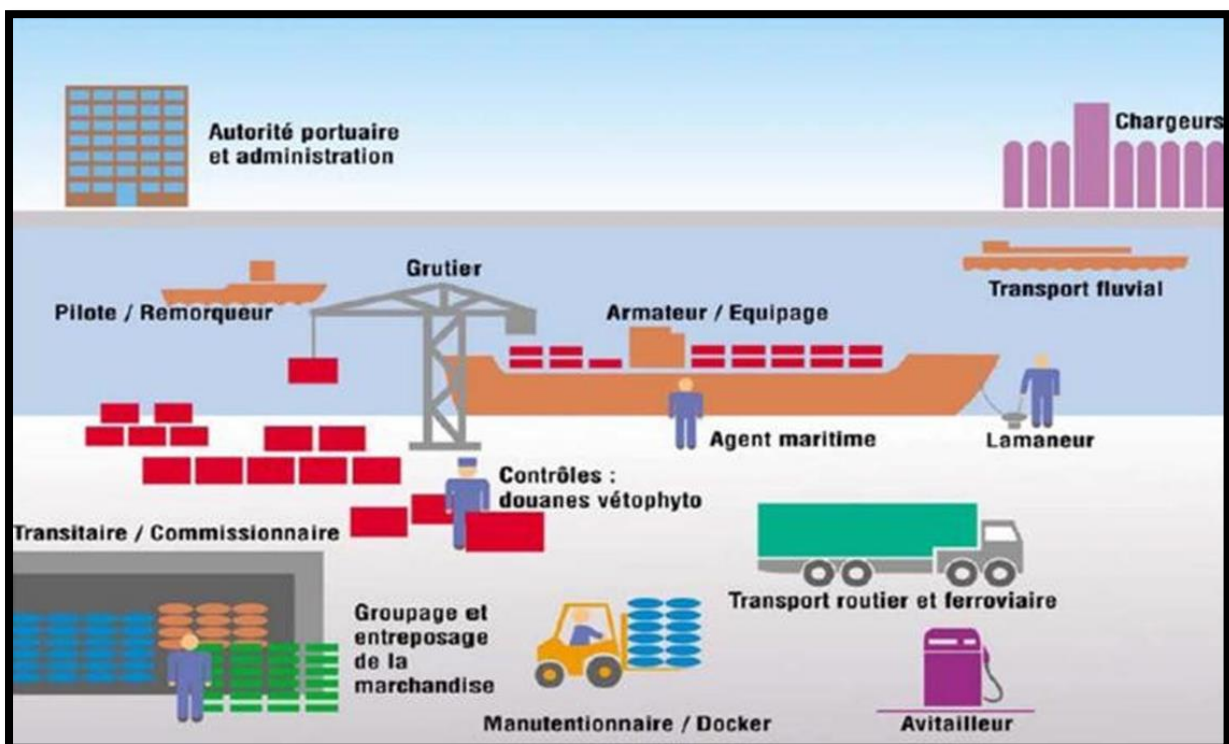 Autorité portuaire
et administration
Chargeurs
Grutier
Pilote / Remorqueur
Armateur / Equipage
Transport fluvial
Agent maritime
Lamaneur
Contrôles :
douanes vétophyto
Transitaire / Commissionnaire
Groupage et
entreposage
de la
marchandise
Transport routier et ferroviaire
Manutentionnaire / Docker
Avitailleur